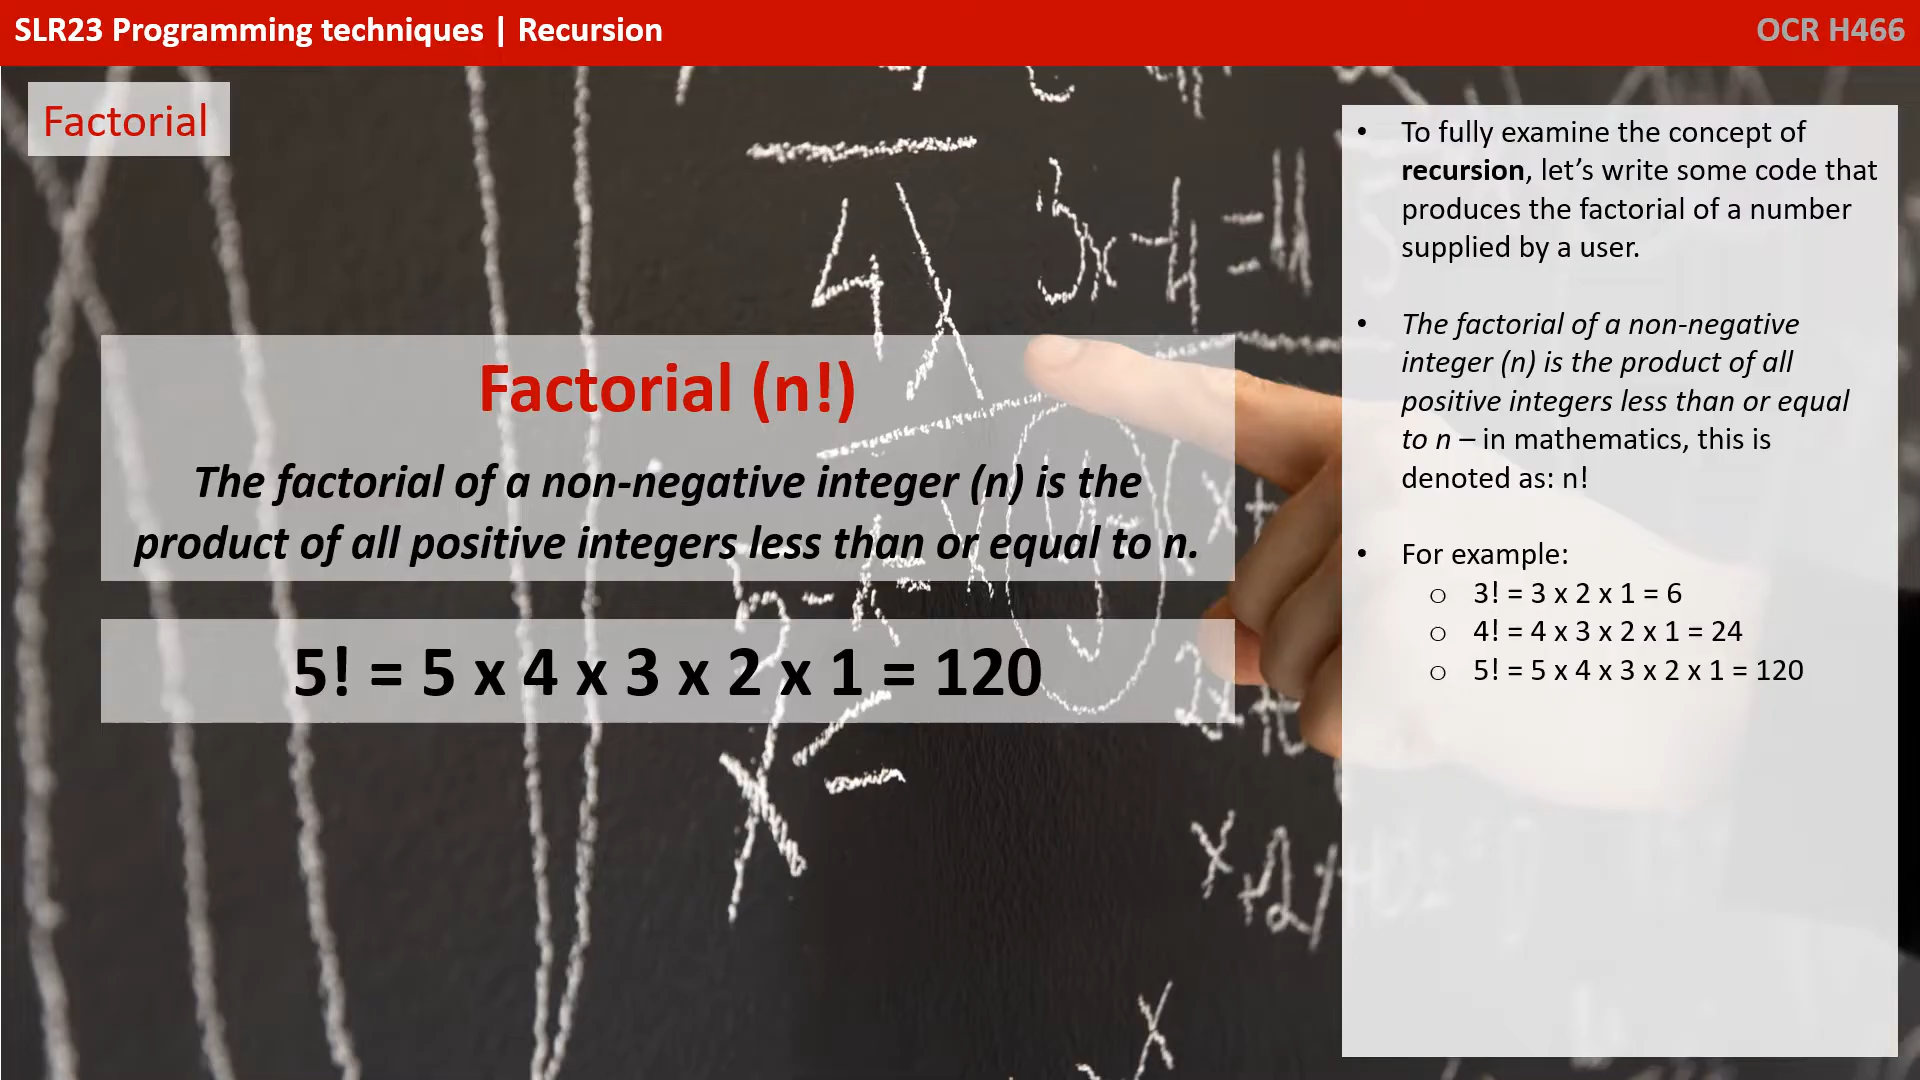 SLR23 Programming techniques | Recursion
OCR H466
Factorial
Factorial (n!)
The factorial of a non-negative integer (n) is the
product of all positive integers less than or equal to n.
5! = 5 x 4 x 3 x 2 x 1 = 120
• To fully examine the concept of
recursion, let’s write some code that
produces the factorial of a number
supplied by a user.
• The factorial of a non-negative
integer (n) is the product of all
positive integers less than or equal
to n – in mathematics, this is
denoted as: n!
• For example:
o 3! = 3 x 2 x 1 = 6
o 4! = 4 x 3 x 2 x 1 = 24
o 5! = 5 x 4 x 3 x 2 x 1 = 120